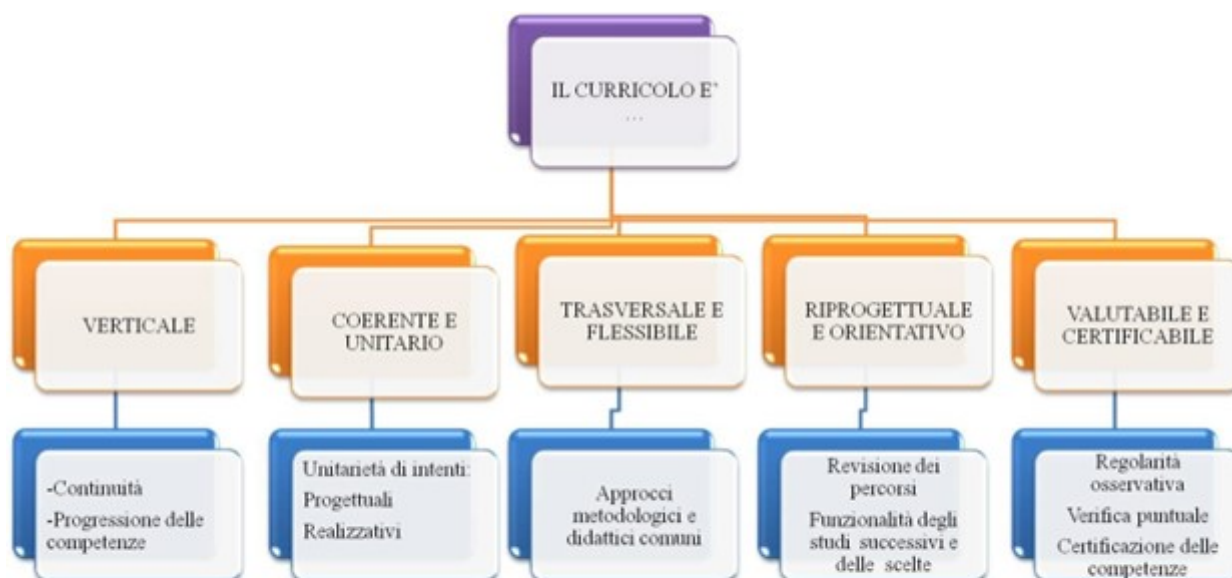 IL CURRICOLO E'
...
VERTICALE
COERENTE E
UNITARIO
TRASVERSALE E
FLESSIBILE
RIPROGETTUALE
E ORIENTATIVO
VALUTABILE E
CERTIFICABILE
-Continuità
-Progressione delle
competenze
Unitarietà di intenti:
Progettuali
Realizzativi
Approcci
metodologici e
didattici comuni
Revisione dei
percorsi
Funzionalità degli
studi successivi e
delle scelte
Regolarità
osservativa
Verifica puntuale
Certificazione delle
competenze